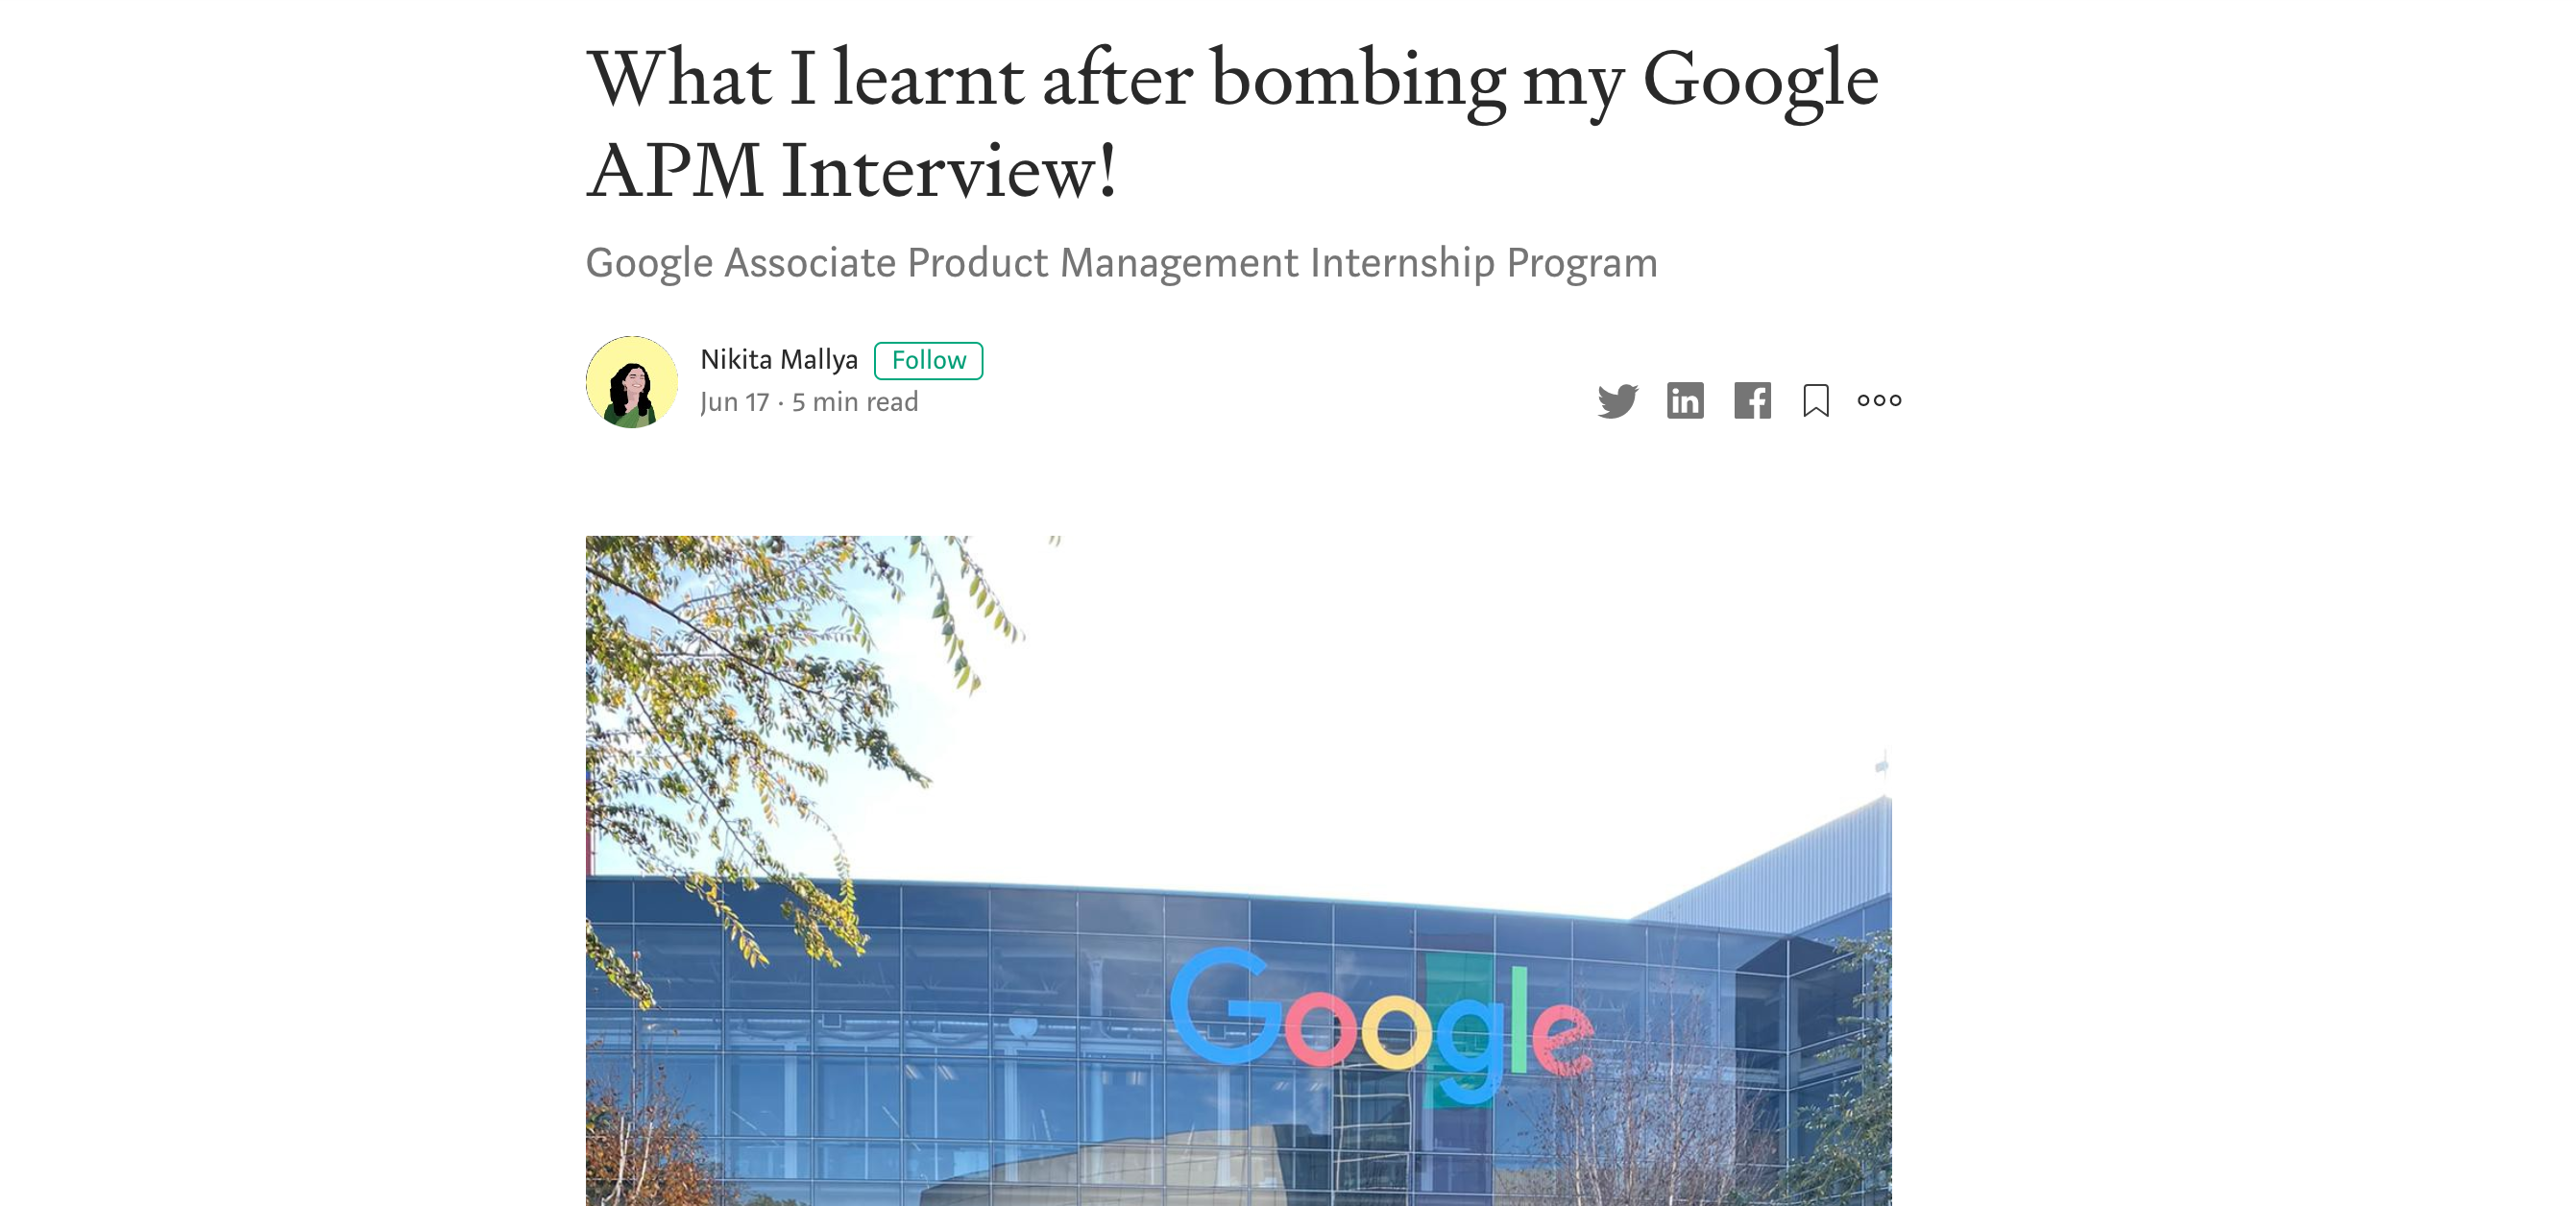 What I learnt after bombing my Google
APM Interview!
Google Associate Product Management Internship Program
Nikita Mallya Follow
Jun 17 · 5 min read
Google